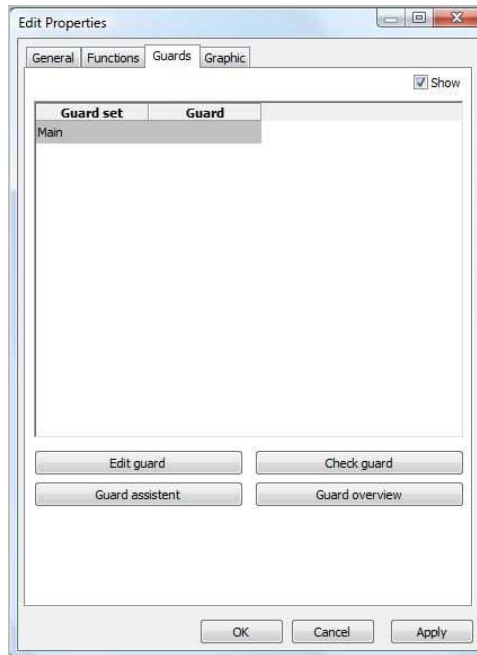 Edit Properties
General Functions Guards Graphic
Show
Guard set Guard
Main
Edit guard Check guard
Guard assistent Guard overview
OK Cancel Apply